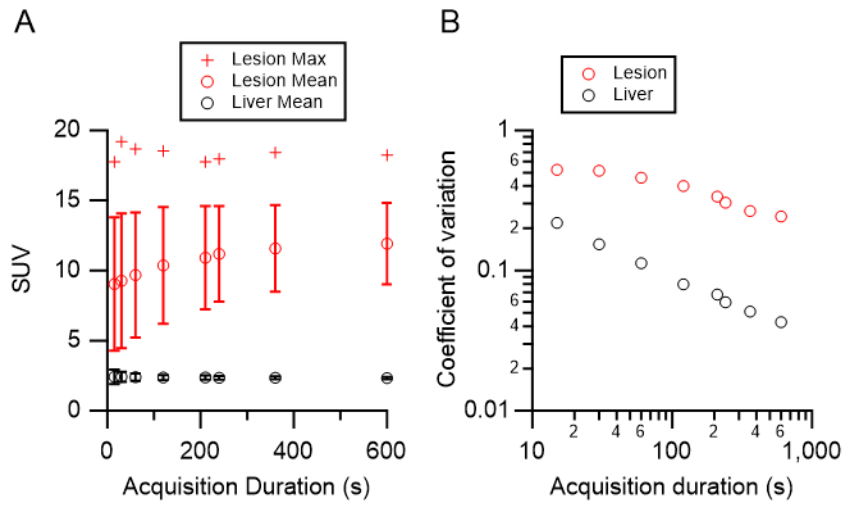 A
Lesion Max
Lesion Mean
Liver Mean
SUV
20
15
10
5
0
0
200
400
600
Acquisition Duration (s)
B
Lesion
Liver
Coefficient of variation
1
6
4
2
0.1
6
4
2
0.01
10
2
4
6
100
2
4
6
1,000
Acquisition duration (s)